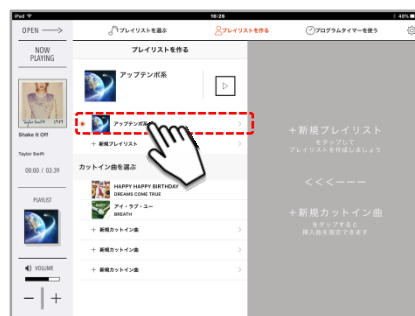 iPad
16:26
48%
OPEN
プレイリストを選ぶ
プレイリストを作る
プログラムタイマーを使う
NOW
PLAYING
Taylor Swift 1989
Shake It Off
Taylor Swift
00:00 / 03:39
PLAYLIST
VOLUME
− | +
プレイリストを作る
アップテンポ系
アップテンポ系
＋ 新規プレイリスト
カットイン曲を選ぶ
HAPPY HAPPY BIRTHDAY
DREAMS COME TRUE
アイ・ラブ・ユー
BREATH
＋ 新規カットイン曲
＋ 新規カットイン曲
＋ 新規カットイン曲
＋新規プレイリスト
をタップして
プレイリストを作成しましょう
<<<−−−
＋新規カットイン曲
をタップすると
挿入曲を指定できます